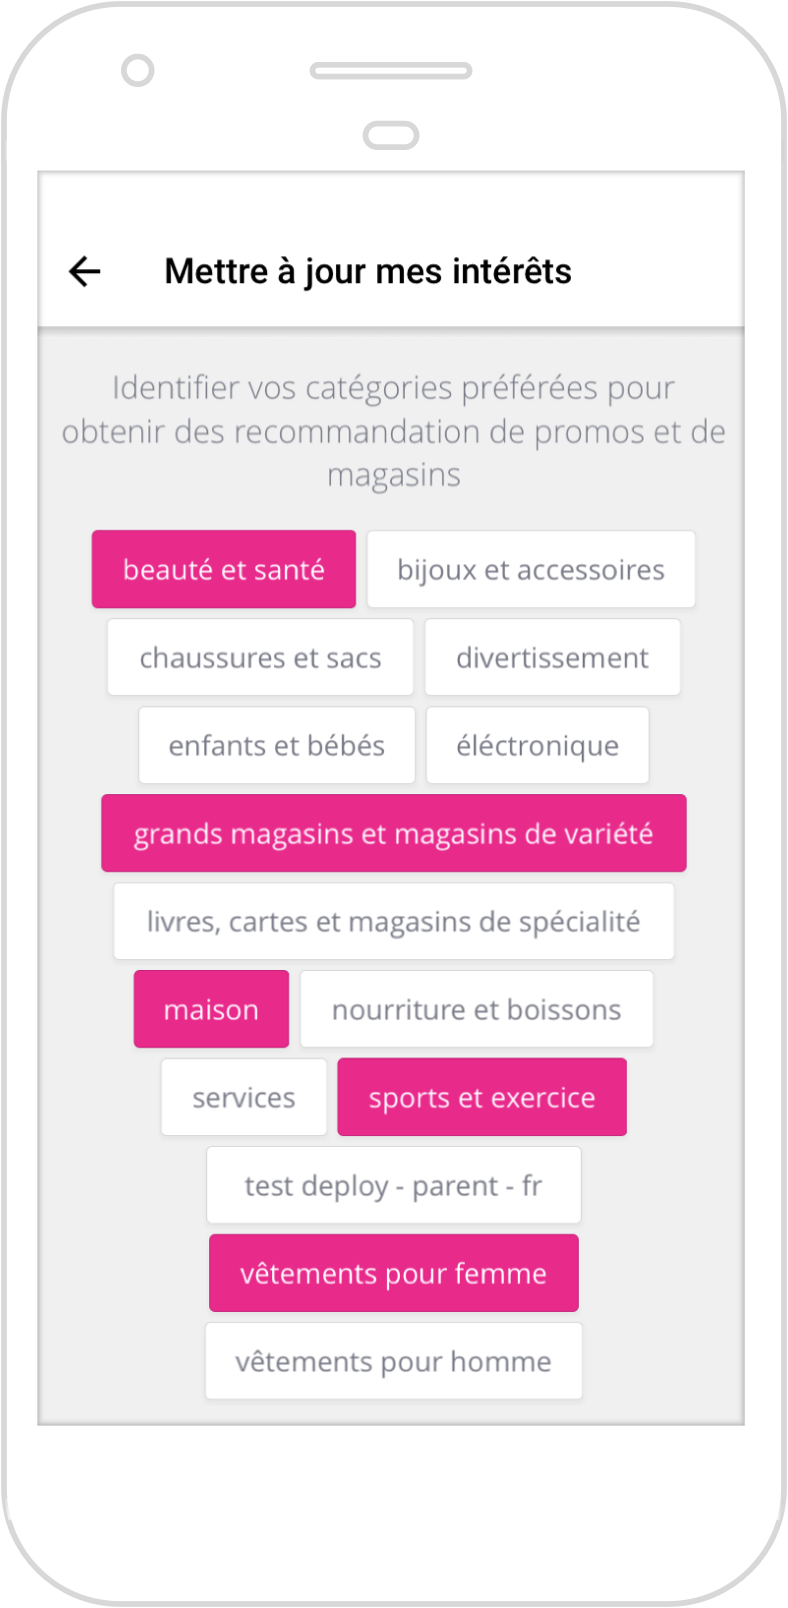 Mettre à jour mes intérêts
Identifier vos catégories préférées pour
obtenir des recommandation de promos et de
magasins
beauté et santé
bijoux et accessoires
chaussures et sacs
divertissement
enfants et bébés
éléctronique
grands magasins et magasins de variété
livres, cartes et magasins de spécialité
maison
nourriture et boissons
services
sports et exercice
test deploy - parent - fr
vêtements pour femme
vêtements pour homme